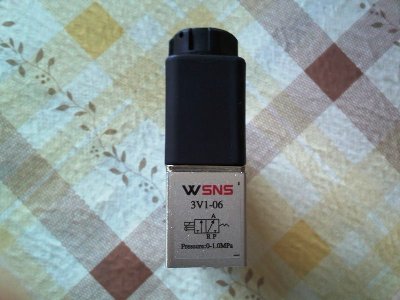 WSNS
3V1-06
A
R P
Pressure:0-1.0MPa